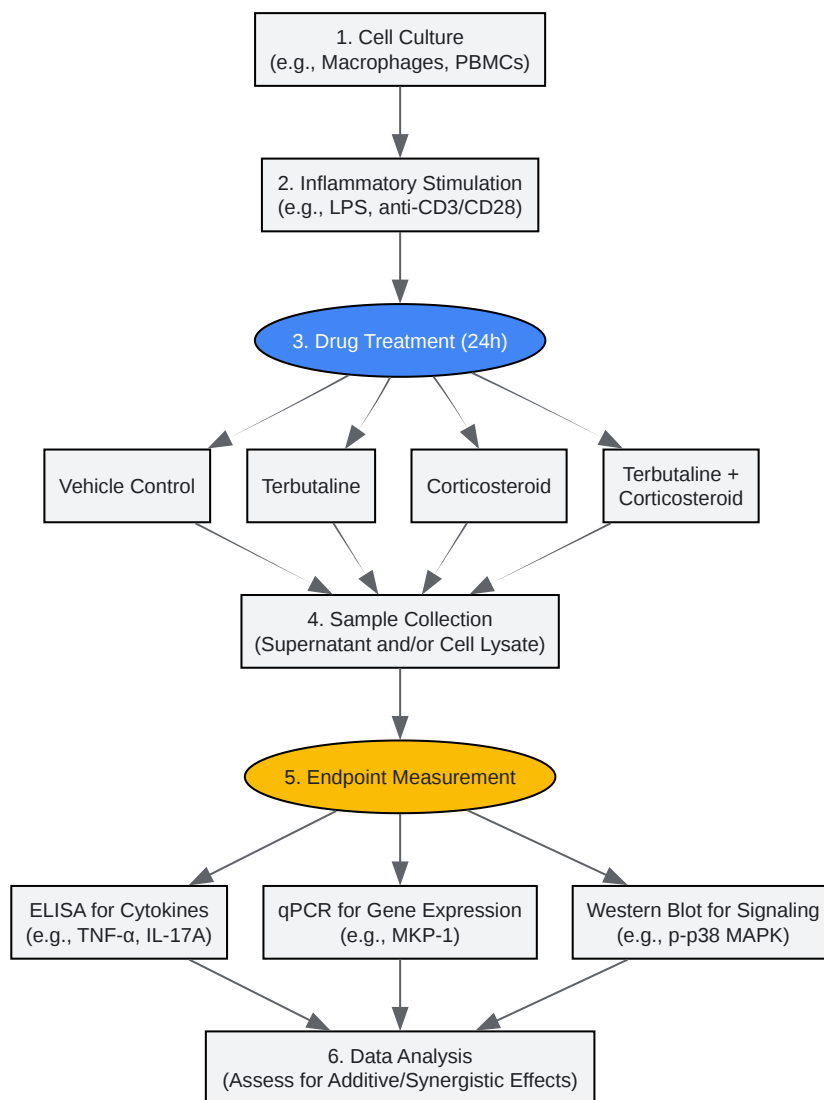 1. Cell Culture
(e.g., Macrophages, PBMCs)
2. Inflammatory Stimulation
(e.g., LPS, anti-CD3/CD28)
3. Drug Treatment (24h)
Vehicle Control
Terbutaline
Corticosteroid
Terbutaline +
Corticosteroid
4. Sample Collection
(Supernatant and/or Cell Lysate)
5. Endpoint Measurement
ELISA for Cytokines
(e.g., TNF-α, IL-17A)
qPCR for Gene Expression
(e.g., MKP-1)
Western Blot for Signaling
(e.g., p-p38 MAPK)
6. Data Analysis
(Assess for Additive/Synergistic Effects)